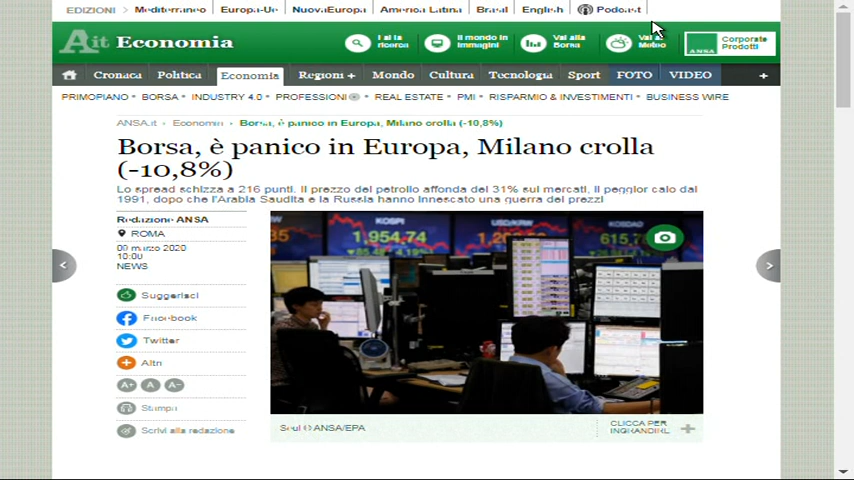 EDIZIONI Mediterraneo Europa-Ue NuovaEuropa America Latina Brasil English Podcast
A.it Economia
Fai la ricerca
Il mondo in Immagini
Vai alla Borsa
Vai al Meteo
ANSA Corporate Prodotti
Cronaca Politica Economia Regioni + Mondo Cultura Tecnologia Sport FOTO VIDEO +
PRIMOPIANO BORSA INDUSTRY 4.0 PROFESSIONI REAL ESTATE PMI RISPARMIO & INVESTIMENTI BUSINESS WIRE
ANSA.it Economia Borsa, è panico in Europa, Milano crolla (-10,8%)
Borsa, è panico in Europa, Milano crolla
(-10,8%)
Lo spread schizza a 216 punti. Il prezzo del petrolio affonda del 31% sui mercati, il peggior calo dal
1991, dopo che l'Arabia Saudita e la Russia hanno innescato una guerra dei prezzi
Redazione ANSA
ROMA
09 marzo 2020
NEWS
Suggerisci
Facebook
Twitter
Altri
A+ A A-
Stampa
Scrivi alla redazione
KOSPI
1,954.74
4.19%
KOSDAQ
Seul © ANSA/EPA
CLICCA PER
INGRANDIRE +